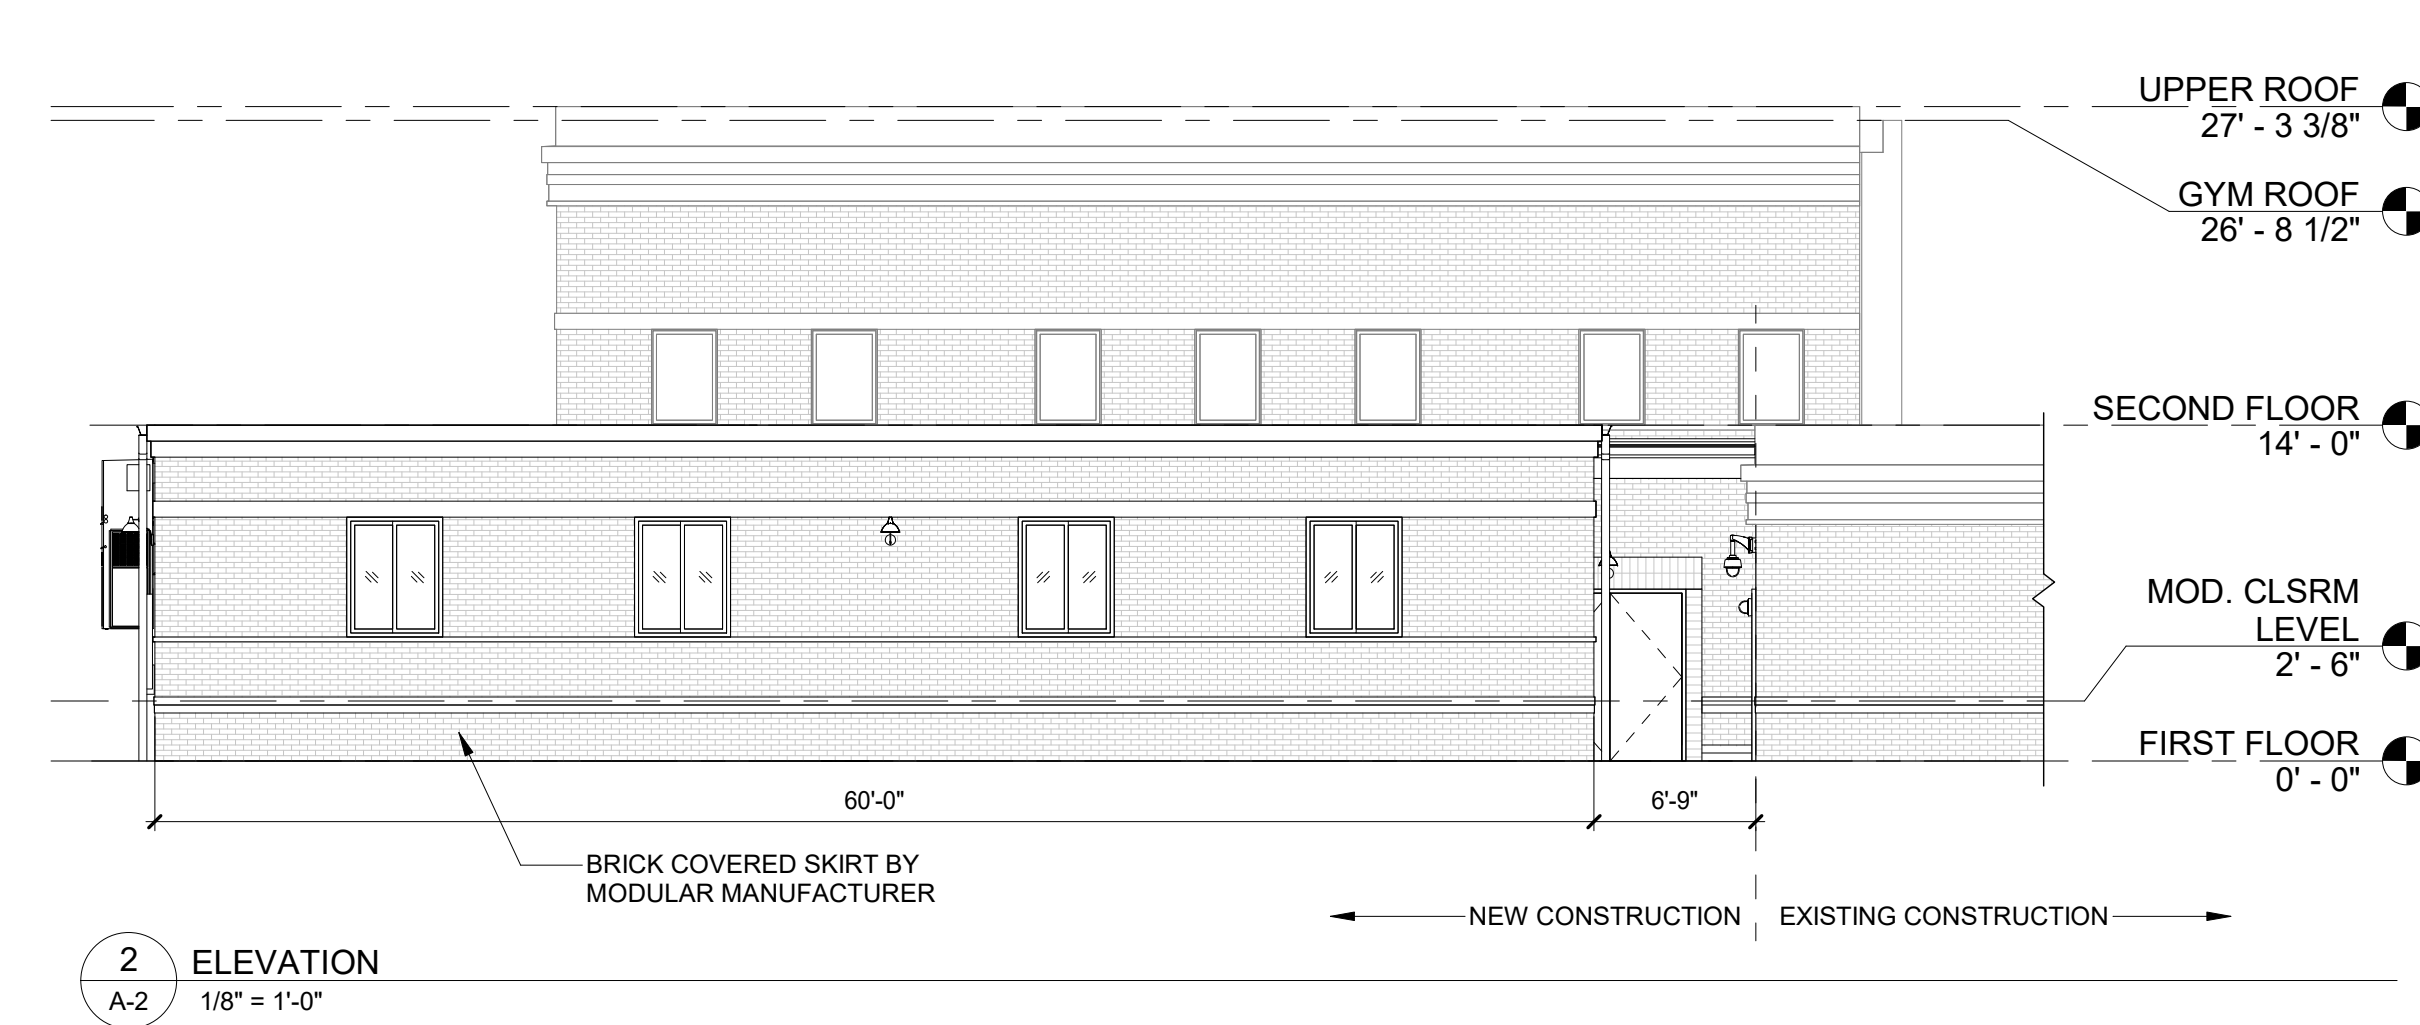 UPPER ROOF
27' - 3 3/8"
GYM ROOF
26' - 8 1/2"
SECOND FLOOR
14' - 0"
MOD. CLSRM
LEVEL
2' - 6"
FIRST FLOOR
0' - 0"
60'-0"
6'-9"
BRICK COVERED SKIRT BY
MODULAR MANUFACTURER
NEW CONSTRUCTION
EXISTING CONSTRUCTION
2
ELEVATION
A-2
1/8" = 1'-0"